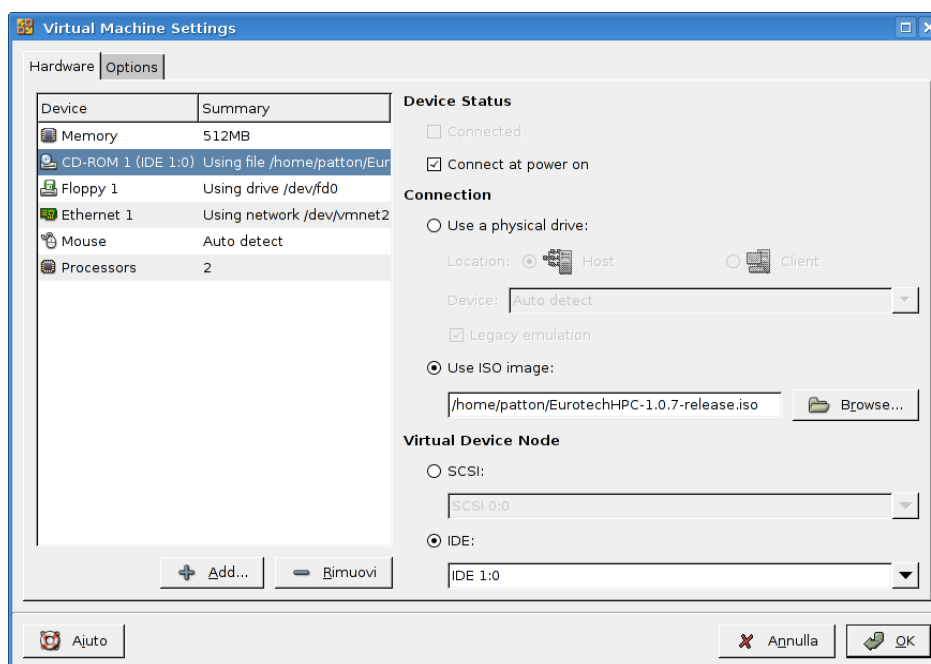 Virtual Machine Settings
Hardware Options
Device Summary
Memory 512MB
CD-ROM 1 (IDE 1:0) Using file /home/patton/Eur
Floppy 1 Using drive /dev/fd0
Ethernet 1 Using network /dev/vmnet2
Mouse Auto detect
Processors 2
Add... Rimuovi
Device Status
Connected
Connect at power on
Connection
Use a physical drive:
Location: Host Client
Device: Auto detect
Legacy emulation
Use ISO image:
/home/patton/EurotechHPC-1.0.7-release.iso Browse...
Virtual Device Node
SCSI:
SCSI 0:0
IDE:
IDE 1:0
Aiuto Annulla OK